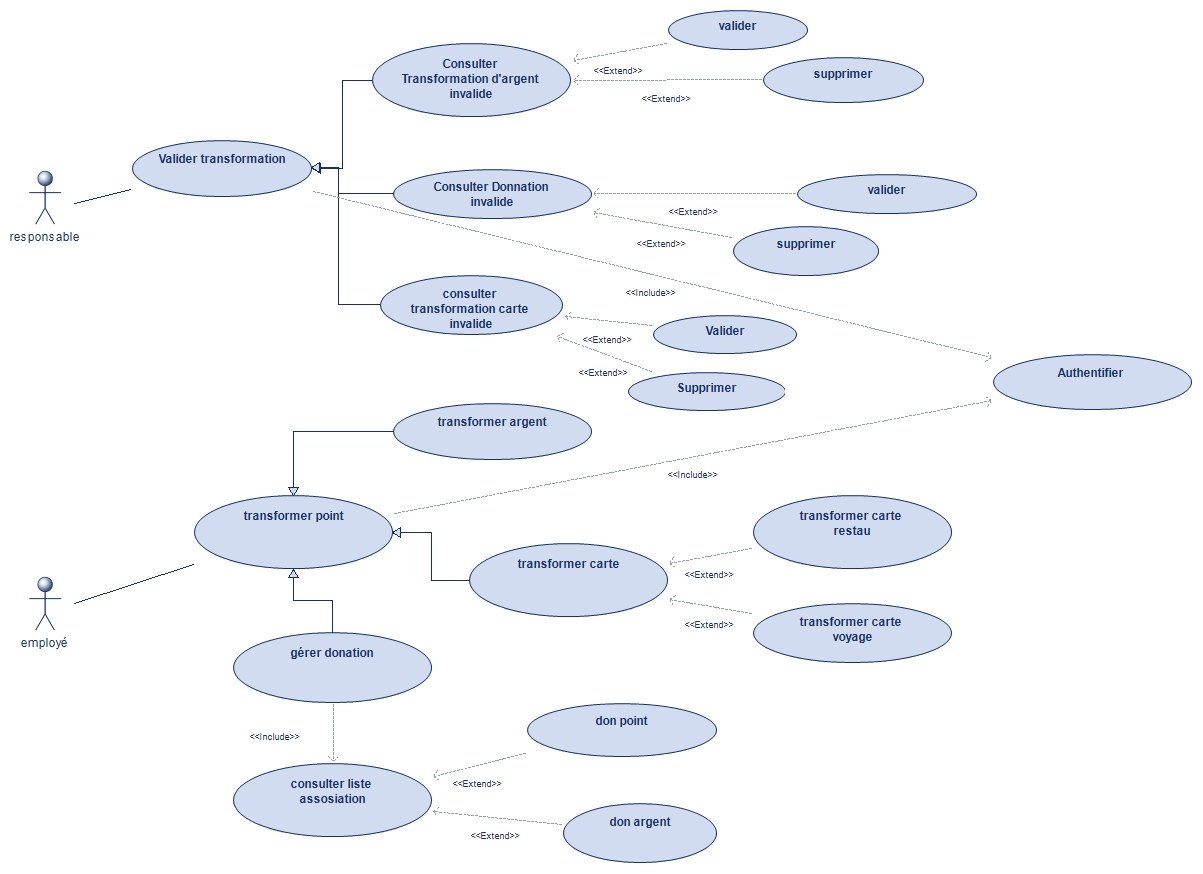 valider
Consulter
Transformation d'argent
invalide
<<Extend>>
supprimer
<<Extend>>
Valider transformation
responsable
Consulter Donnation
invalide
valider
<<Extend>>
supprimer
<<Extend>>
<<Include>>
consulter
transformation carte
invalide
Valider
<<Extend>>
Supprimer
<<Extend>>
Authentifier
transformer argent
<<Include>>
transformer point
transformer carte
restau
transformer carte
<<Extend>>
employé
transformer carte
voyage
<<Extend>>
gérer donation
<<Include>>
don point
consulter liste
assosiation
<<Extend>>
don argent
<<Extend>>